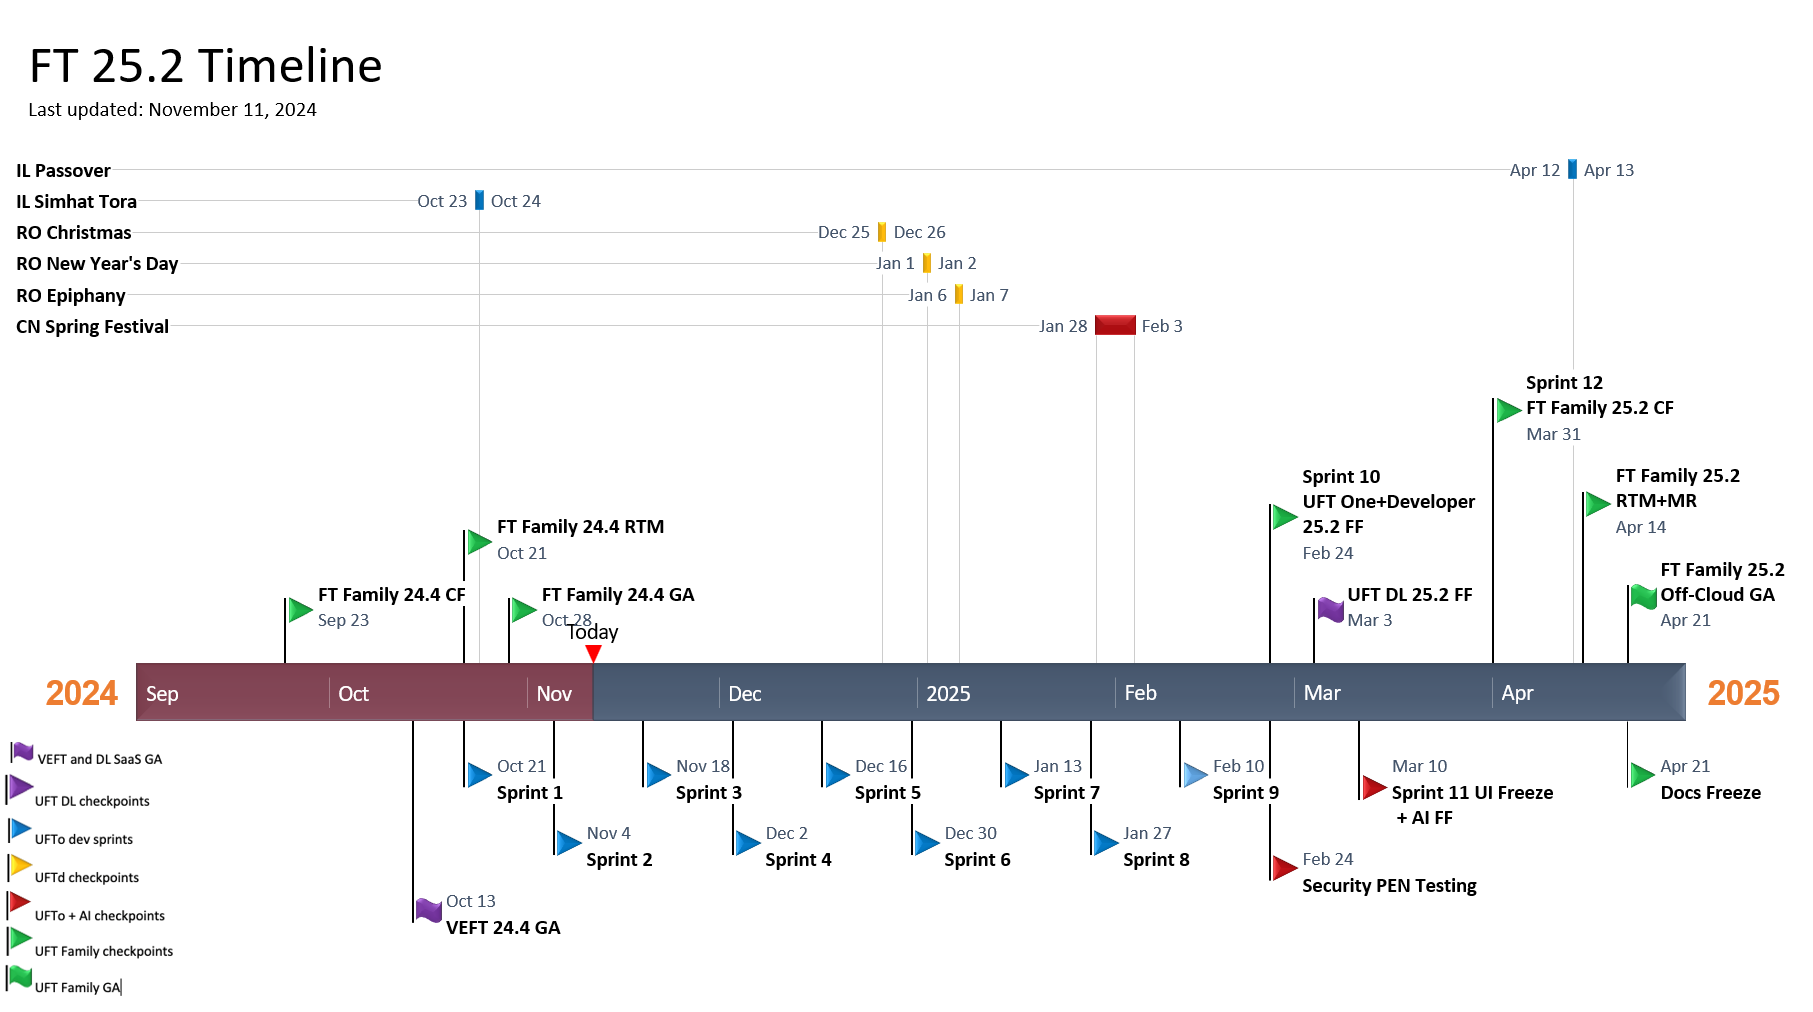 FT 25.2 Timeline
Last updated: November 11, 2024
IL Passover
Apr 12
Apr 13
IL Simhat Tora
Oct 23
Oct 24
RO Christmas
Dec 25
Dec 26
RO New Year's Day
Jan 1
Jan 2
RO Epiphany
Jan 6
Jan 7
CN Spring Festival
Jan 28
Feb 3
Sprint 12
FT Family 25.2 CF
Mar 31
Sprint 10
UFT One+Developer
25.2 FF
Feb 24
FT Family 25.2
RTM+MR
Apr 14
FT Family 24.4 RTM
Oct 21
FT Family 24.4 CF
Sep 23
FT Family 24.4 GA
Oct 28
Today
UFT DL 25.2 FF
Mar 3
FT Family 25.2
Off-Cloud GA
Apr 21
2024
Sep
Oct
Nov
Dec
2025
Feb
Mar
Apr
2025
Oct 21
Sprint 1
Nov 18
Sprint 3
Dec 16
Sprint 5
Jan 13
Sprint 7
Feb 10
Sprint 9
Mar 10
Sprint 11 UI Freeze
+ AI FF
Apr 21
Docs Freeze
Nov 4
Sprint 2
Dec 2
Sprint 4
Dec 30
Sprint 6
Jan 27
Sprint 8
Feb 24
Security PEN Testing
Oct 13
VEFT 24.4 GA
VEFT and DL SaaS GA
UFT DL checkpoints
UFTo dev sprints
UFTd checkpoints
UFTo + AI checkpoints
UFT Family checkpoints
UFT Family GA